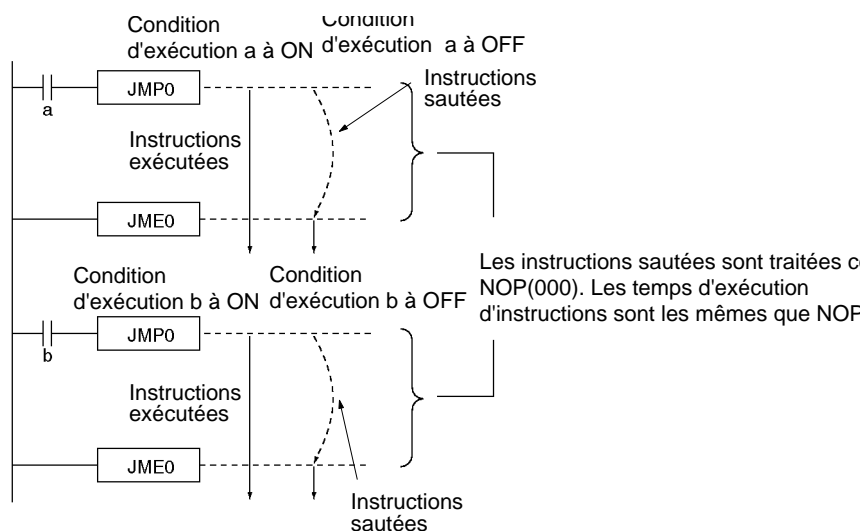 Condition
d'exécution a à ON
Condition
d'exécution a à OFF
JMP0
a
Instructions
sautées
Instructions
exécutées
JME0
Les instructions sautées sont traitées
NOP(000). Les temps d'exécution
d'instructions sont les mêmes que NOP
Condition
d'exécution b à ON
Condition
d'exécution b à OFF
JMP0
b
Instructions
exécutées
JME0
Instructions
sautées